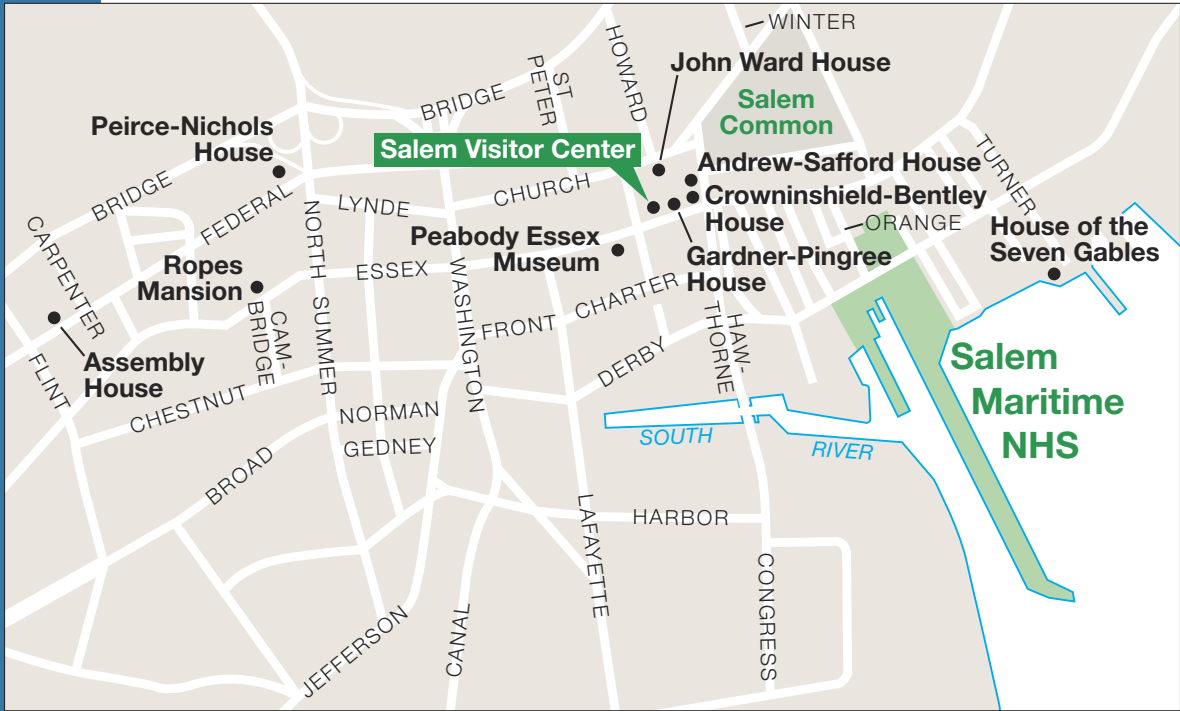 WINTER
HOWARD
John Ward House
ST
PETER
BRIDGE
Salem
Common
Peirce-Nichols
House
Salem Visitor Center
Andrew-Safford House
TURNER
CHURCH
Crowninshield-Bentley
House
BRIDGE
LYNDE
FEDERAL
ORANGE
House of the
Seven Gables
CARPENTER
NORTH
Peabody Essex
Museum
Gardner-Pingree
House
Ropes
Mansion
ESSEX
WASHINGTON
CHARTER
SUMMER
CAM-
BRIDGE
FRONT
HAW-
THORNE
DERBY
Assembly
House
FLINT
Salem
Maritime
NHS
CHESTNUT
NORMAN
GEDNEY
SOUTH
RIVER
BROAD
LAFAYETTE
HARBOR
CONGRESS
JEFFERSON
CANAL